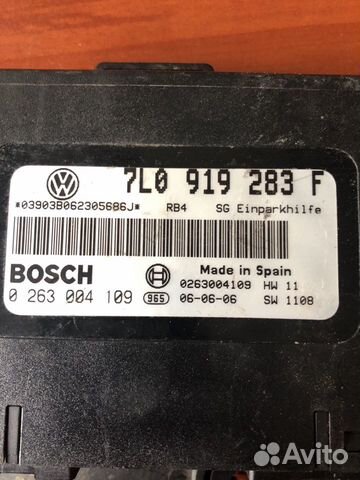 7L0 919 283 F
*03903B062305686J* RB4 SG Einparkhilfe
BOSCH
Made in Spain
0263004109 HW 11
0 263 004 109 965 06-06-06 SW 1108
Avito